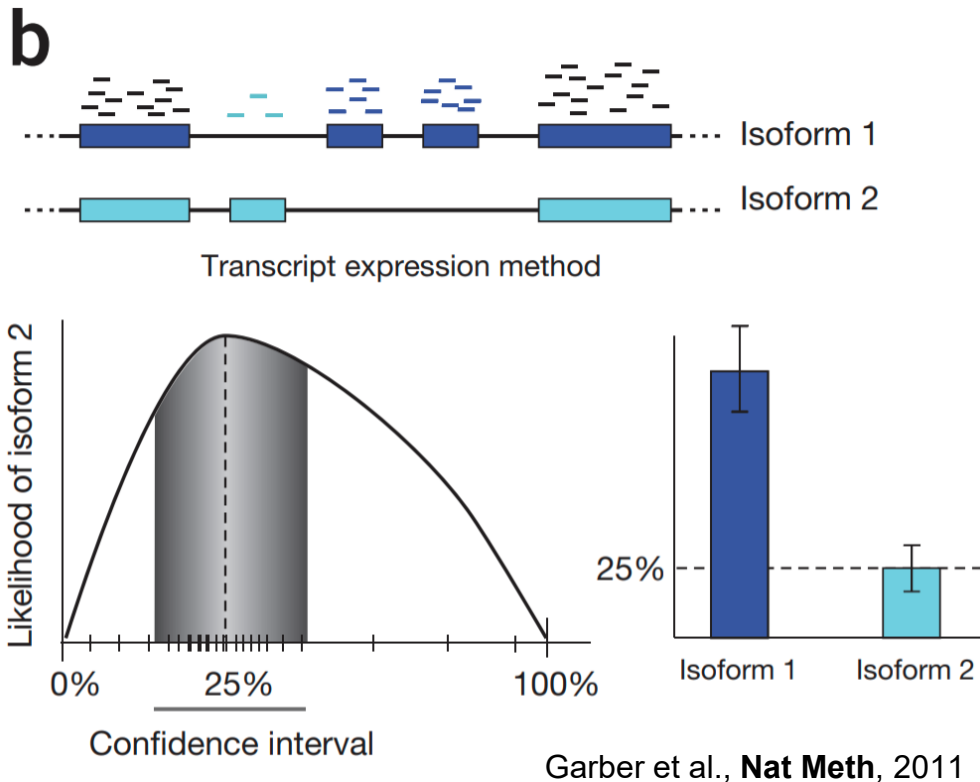 b
Isoform 1
Isoform 2
Transcript expression method
Likelihood of isoform 2
0% 25% 100%
Confidence interval
25%
Isoform 1 Isoform 2
Garber et al., Nat Meth, 2011